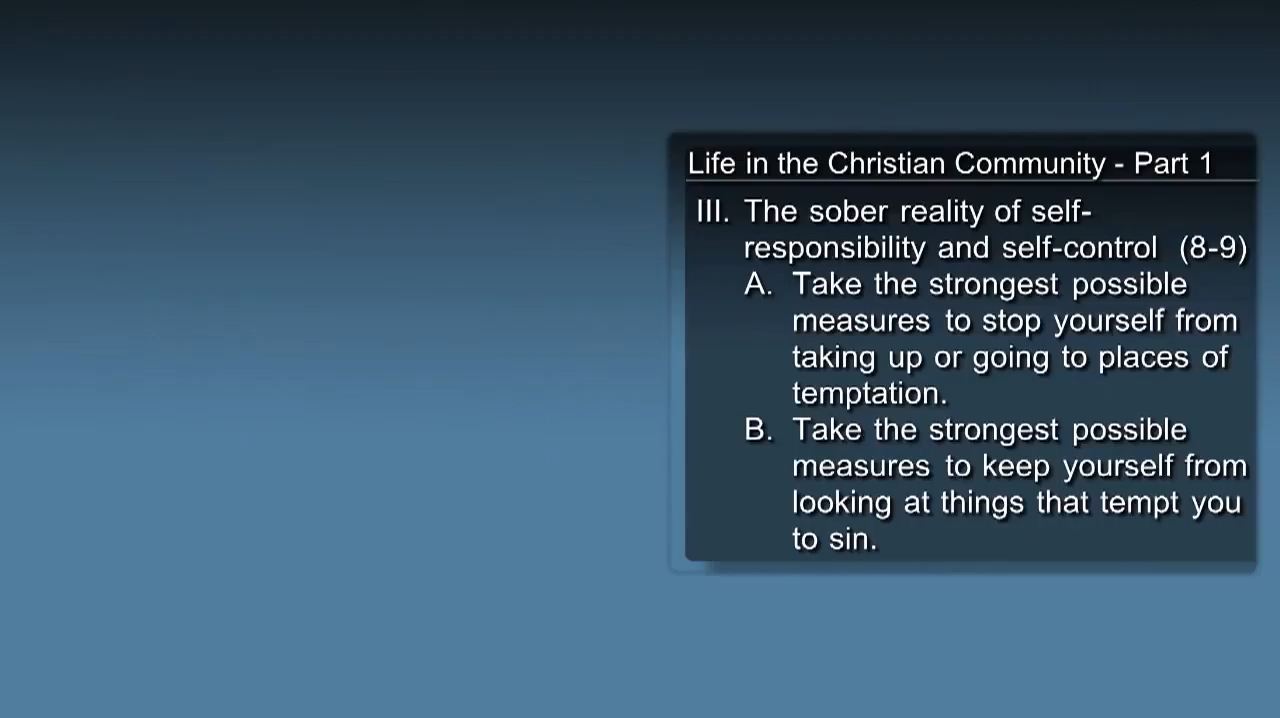 Life in the Christian Community - Part 1
III. The sober reality of self-
responsibility and self-control (8-9)
A. Take the strongest possible
measures to stop yourself from
taking up or going to places of
temptation.
B. Take the strongest possible
measures to keep yourself from
looking at things that tempt you
to sin.